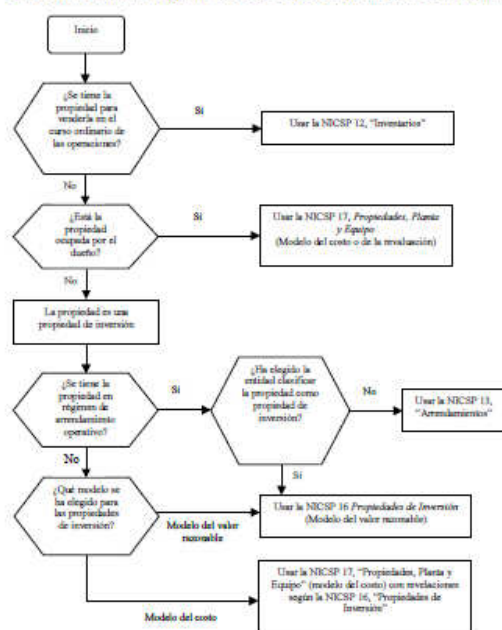 Inicio
¿Se tiene la
propiedad para
venderla en el
curso ordinario de
las operaciones?
Sí
Usar la NICSP 12, “Inventarios”
No
¿Está la
propiedad
ocupada por el
dueño?
Sí
Usar la NICSP 17, Propiedades, Planta
y Equipo
(Modelo del costo o de la revaluación)
No
La propiedad es una
propiedad de inversión
¿Se tiene la
propiedad en
régimen de
arrendamiento
operativo?
Sí
¿Ha elegido la
entidad clasificar
la propiedad como
propiedad de
inversión?
No
Usar la NICSP 13,
“Arrendamientos”
No
Sí
¿Qué modelo se
ha elegido para
las propiedades
de inversión?
Modelo del valor
razonable
Usar la NICSP 16 Propiedades de Inversión
(Modelo del valor razonable)
Modelo del costo
Usar la NICSP 17, “Propiedades, Planta y
Equipo” (modelo del costo) con revelaciones
según la NICSP 16, “Propiedades de
Inversión”